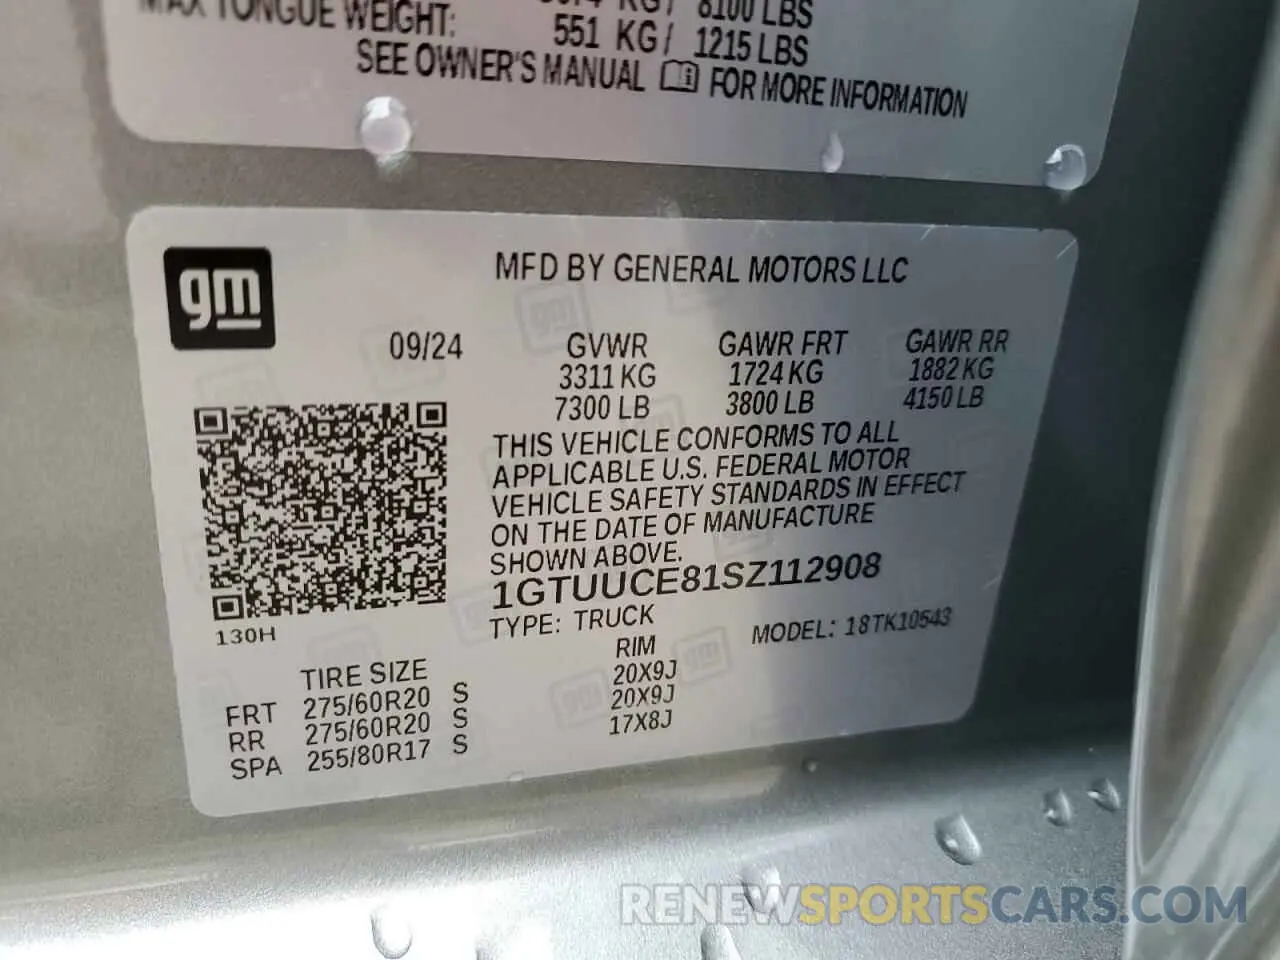 MAX TONGUE WEIGHT:
KG / 8100 LBS
551 KG / 1215 LBS
SEE OWNER'S MANUAL FOR MORE INFORMATION
gm
MFD BY GENERAL MOTORS LLC
09/24 GVWR GAWR FRT GAWR RR
3311 KG 1724 KG 1882 KG
7300 LB 3800 LB 4150 LB
THIS VEHICLE CONFORMS TO ALL
APPLICABLE U.S. FEDERAL MOTOR
VEHICLE SAFETY STANDARDS IN EFFECT
ON THE DATE OF MANUFACTURE
SHOWN ABOVE.
1GTUUCE81SZ112908
130H
TYPE: TRUCK MODEL: 18TK10543
TIRE SIZE RIM
FRT 275/60R20 S 20X9J
RR 275/60R20 S 20X9J
SPA 255/80R17 S 17X8J
RENEWSPORTSCARS.COM